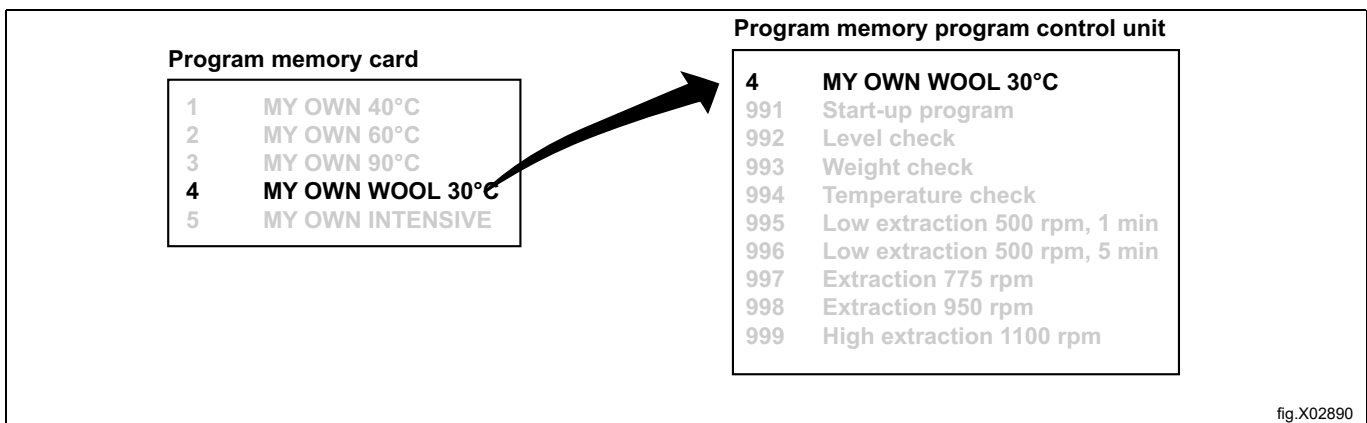 Program memory card
1 MY OWN 40°C
2 MY OWN 60°C
3 MY OWN 90°C
4 MY OWN WOOL 30°C
5 MY OWN INTENSIVE
Program memory program control unit
4 MY OWN WOOL 30°C
991 Start-up program
992 Level check
993 Weight check
994 Temperature check
995 Low extraction 500 rpm, 1 min
996 Low extraction 500 rpm, 5 min
997 Extraction 775 rpm
998 Extraction 950 rpm
999 High extraction 1100 rpm
fig.X02890